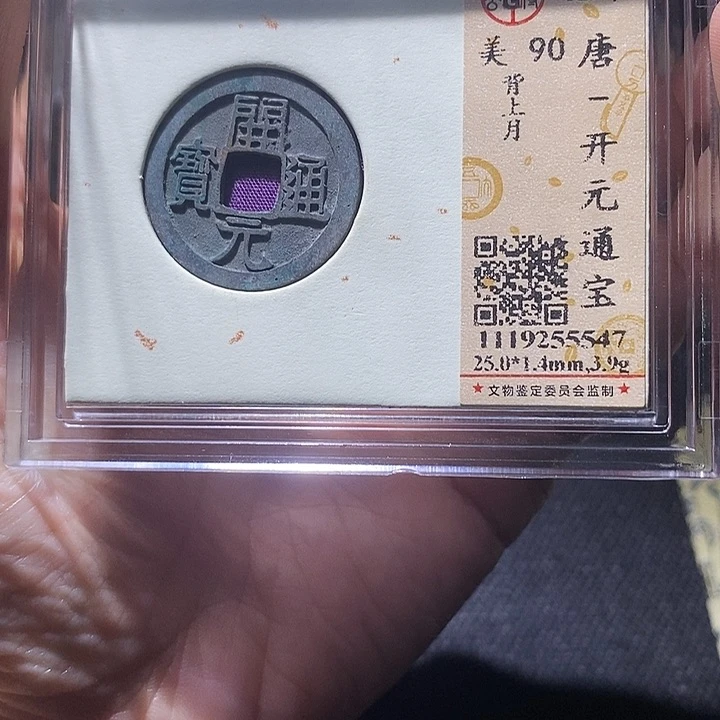 開
通
元
寳
唐一开元通宝
美 90
背上月
1119255547
25.0*1.4mm,3.9g
★文物鉴定委员会监制★